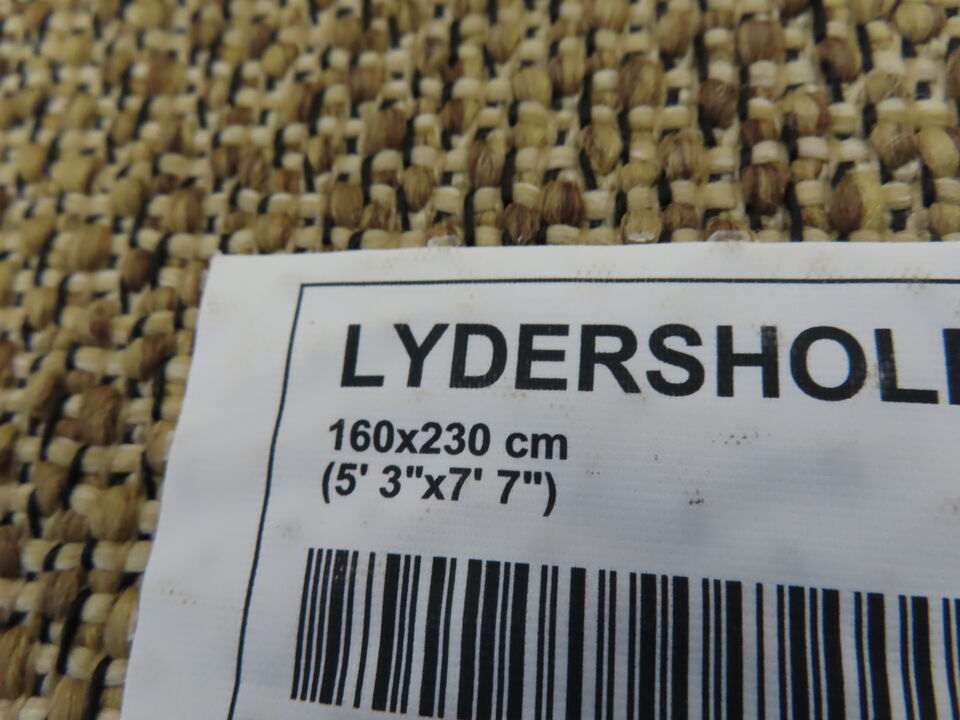 LYDERSHOL
160x230 cm
(5' 3"x7' 7")